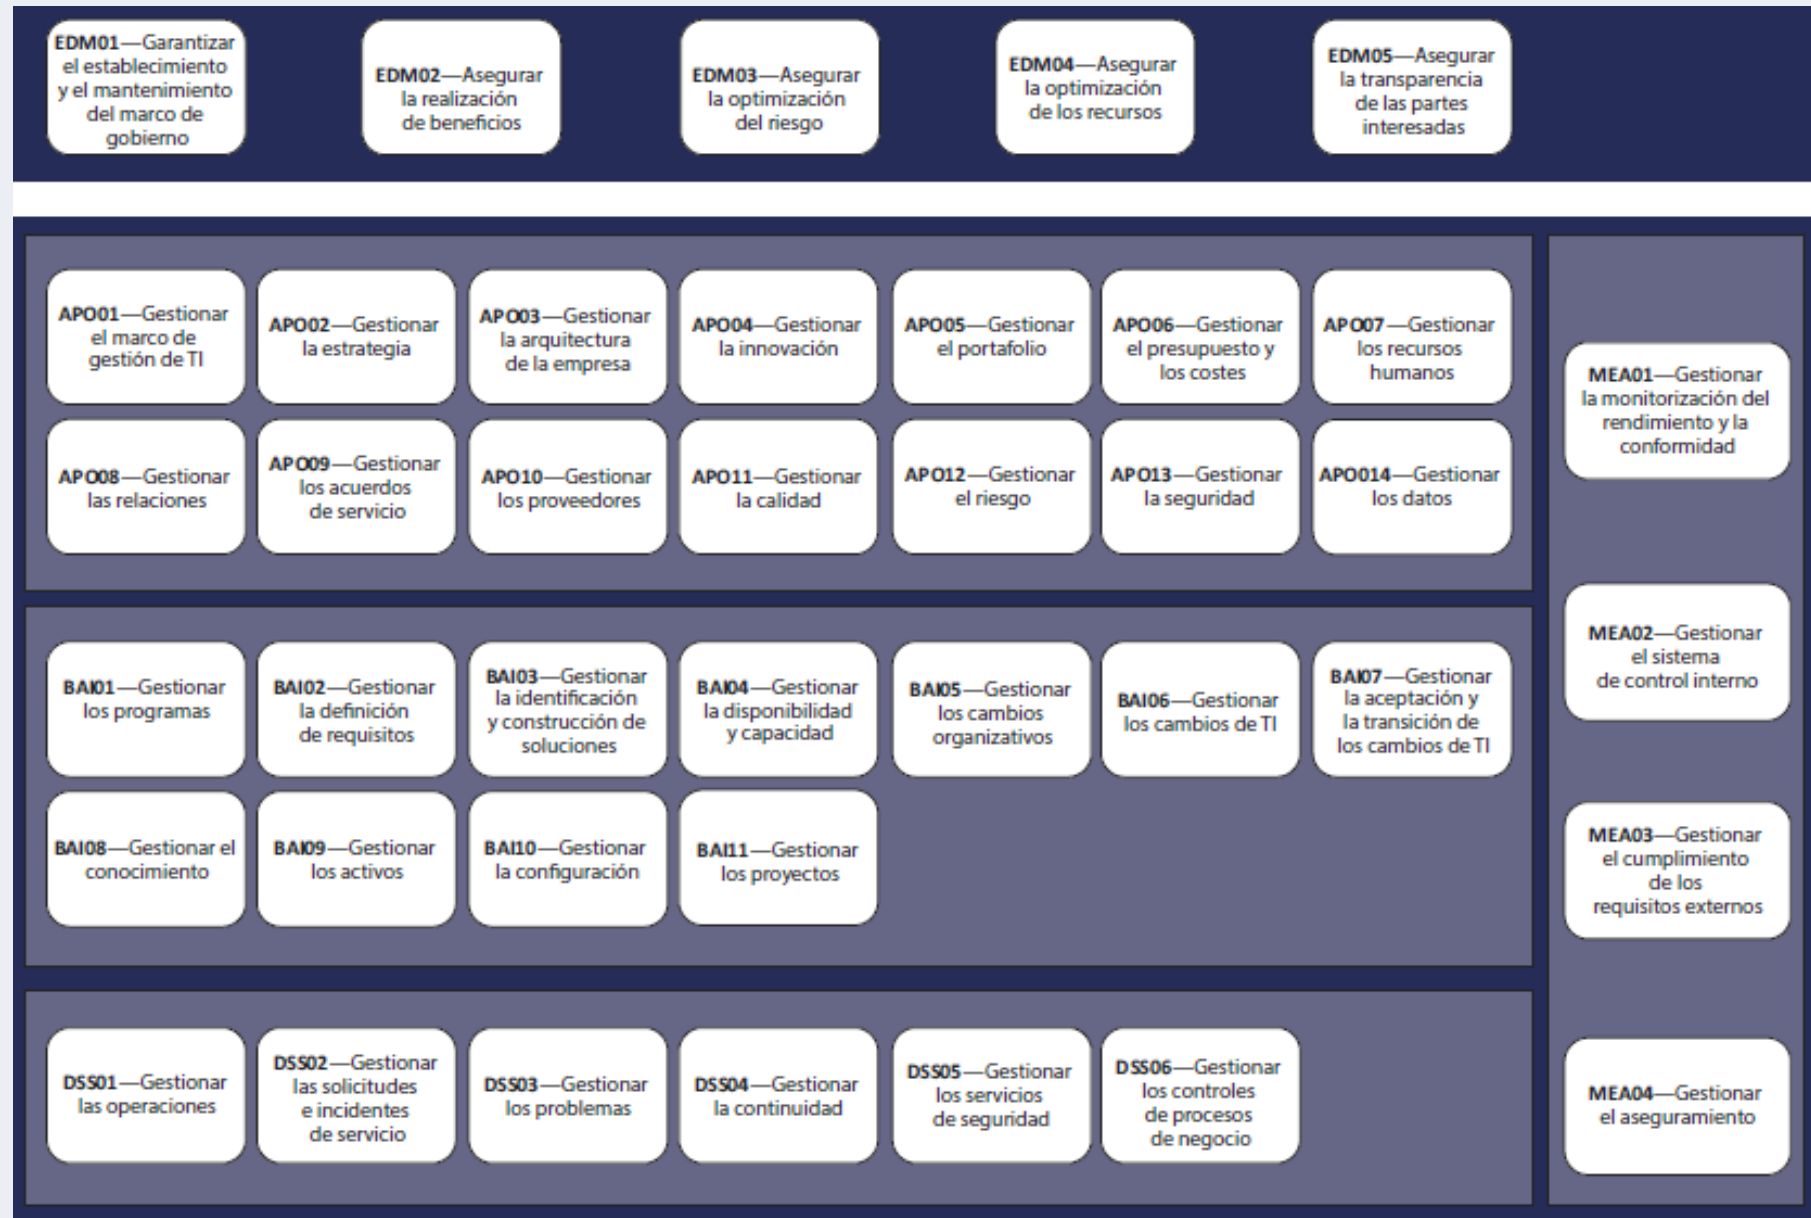 EDM01—Garantizar
el establecimiento
y el mantenimiento
del marco de
gobierno
EDM02—Asegurar
la realización
de beneficios
EDM03—Asegurar
la optimización
del riesgo
EDM04—Asegurar
la optimización
de los recursos
EDM05—Asegurar
la transparencia
de las partes
interesadas
APO01—Gestionar
el marco de
gestión de TI
APO02—Gestionar
la estrategia
APO03—Gestionar
la arquitectura
de la empresa
APO04—Gestionar
la innovación
APO05—Gestionar
el portafolio
APO06—Gestionar
el presupuesto y
los costes
APO07—Gestionar
los recursos
humanos
APO08—Gestionar
las relaciones
APO09—Gestionar
los acuerdos
de servicio
APO10—Gestionar
los proveedores
APO11—Gestionar
la calidad
APO12—Gestionar
el riesgo
APO13—Gestionar
la seguridad
APO014—Gestionar
los datos
BAI01—Gestionar
los programas
BAI02—Gestionar
la definición
de requisitos
BAI03—Gestionar
la identificación
y construcción de
soluciones
BAI04—Gestionar
la disponibilidad
y capacidad
BAI05—Gestionar
los cambios
organizativos
BAI06—Gestionar
los cambios de TI
BAI07—Gestionar
la aceptación y
la transición de
los cambios de TI
BAI08—Gestionar el
conocimiento
BAI09—Gestionar
los activos
BAI10—Gestionar
la configuración
BAI11—Gestionar
los proyectos
DSS01—Gestionar
las operaciones
DSS02—Gestionar
las solicitudes
e incidentes
de servicio
DSS03—Gestionar
los problemas
DSS04—Gestionar
la continuidad
DSS05—Gestionar
los servicios
de seguridad
DSS06—Gestionar
los controles
de procesos
de negocio
MEA01—Gestionar
la monitorización del
rendimiento y la
conformidad
MEA02—Gestionar
el sistema
de control interno
MEA03—Gestionar
el cumplimiento
de los
requisitos externos
MEA04—Gestionar
el aseguramiento